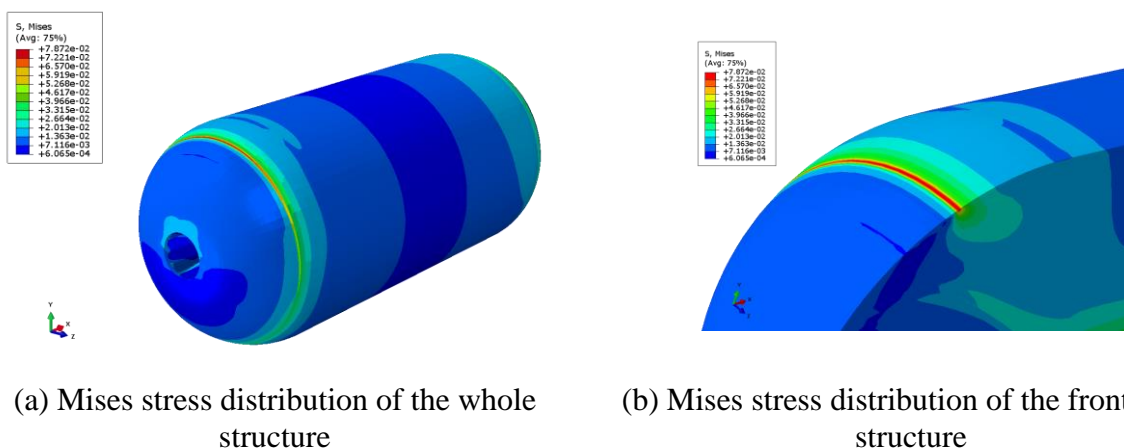 S, Mises
(Avg: 75%)
+7.872e-02
+7.221e-02
+6.570e-02
+5.919e-02
+5.268e-02
+4.617e-02
+3.966e-02
+3.315e-02
+2.664e-02
+2.013e-02
+1.363e-02
+7.116e-03
+6.065e-04
Y
X
Z
S, Mises
(Avg: 75%)
+7.872e-02
+7.221e-02
+6.570e-02
+5.919e-02
+5.268e-02
+4.617e-02
+3.966e-02
+3.315e-02
+2.664e-02
+2.013e-02
+1.363e-02
+7.116e-03
+6.065e-04
Y
X
Z
(a) Mises stress distribution of the whole
structure
(b) Mises stress distribution of the front
structure